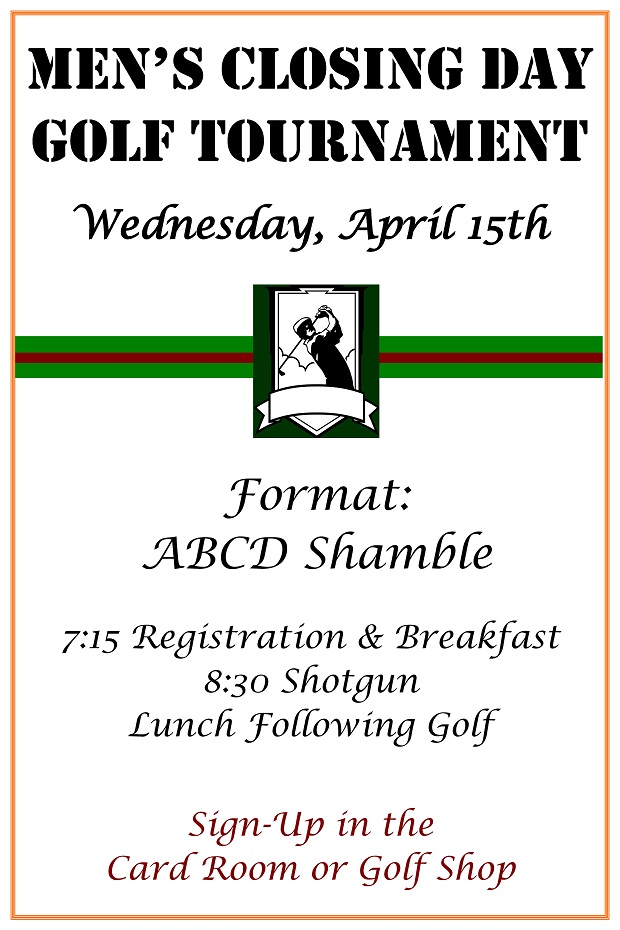 MEN'S CLOSING DAY
GOLF TOURNAMENT
Wednesday, April 15th
Format:
ABCD Shamble
7:15 Registration & Breakfast
8:30 Shotgun
Lunch Following Golf
Sign-Up in the
Card Room or Golf Shop